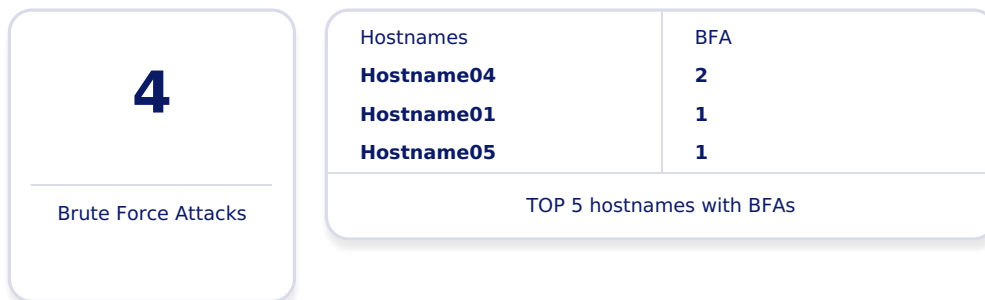 4
Brute Force Attacks
Hostnames BFA
Hostname04 2
Hostname01 1
Hostname05 1
TOP 5 hostnames with BFAs